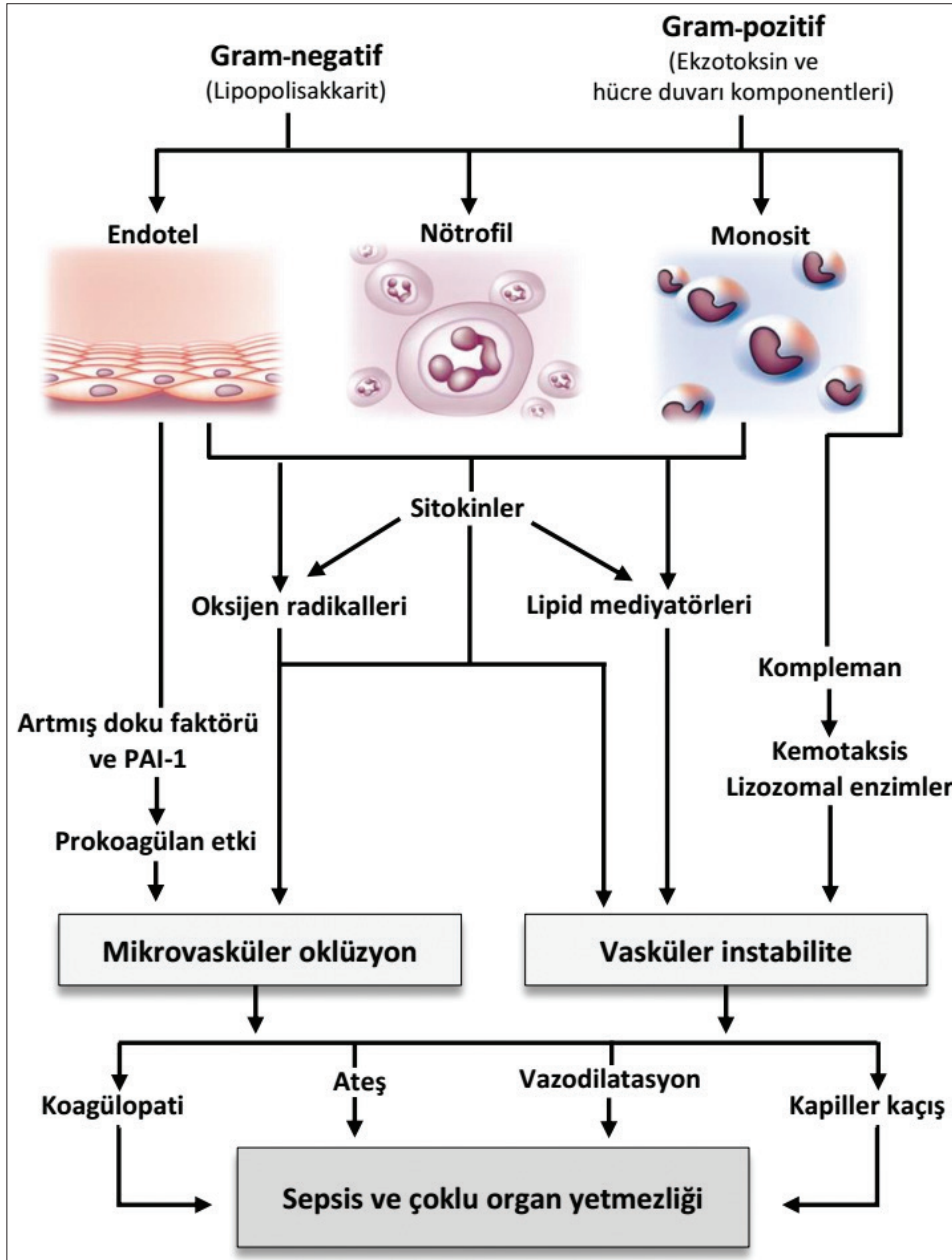 Gram-negatif
(Lipopolisakkarit)
Gram-pozitif
(Ekzotoksin ve
hücre duvarı komponentleri)
Endotel
Nötrofil
Monosit
Sitokinler
Oksijen radikalleri
Lipid mediyatörleri
Kompleman
Artmış doku faktörü
ve PAI-1
Kemotaksis
Lizozomal enzimler
Prokoagülan etki
Mikrovasküler oklüzyon
Vasküler instabilite
Koagülopati
Ateş
Vazodilatasyon
Kapiller kaçış
Sepsis ve çoklu organ yetmezliği